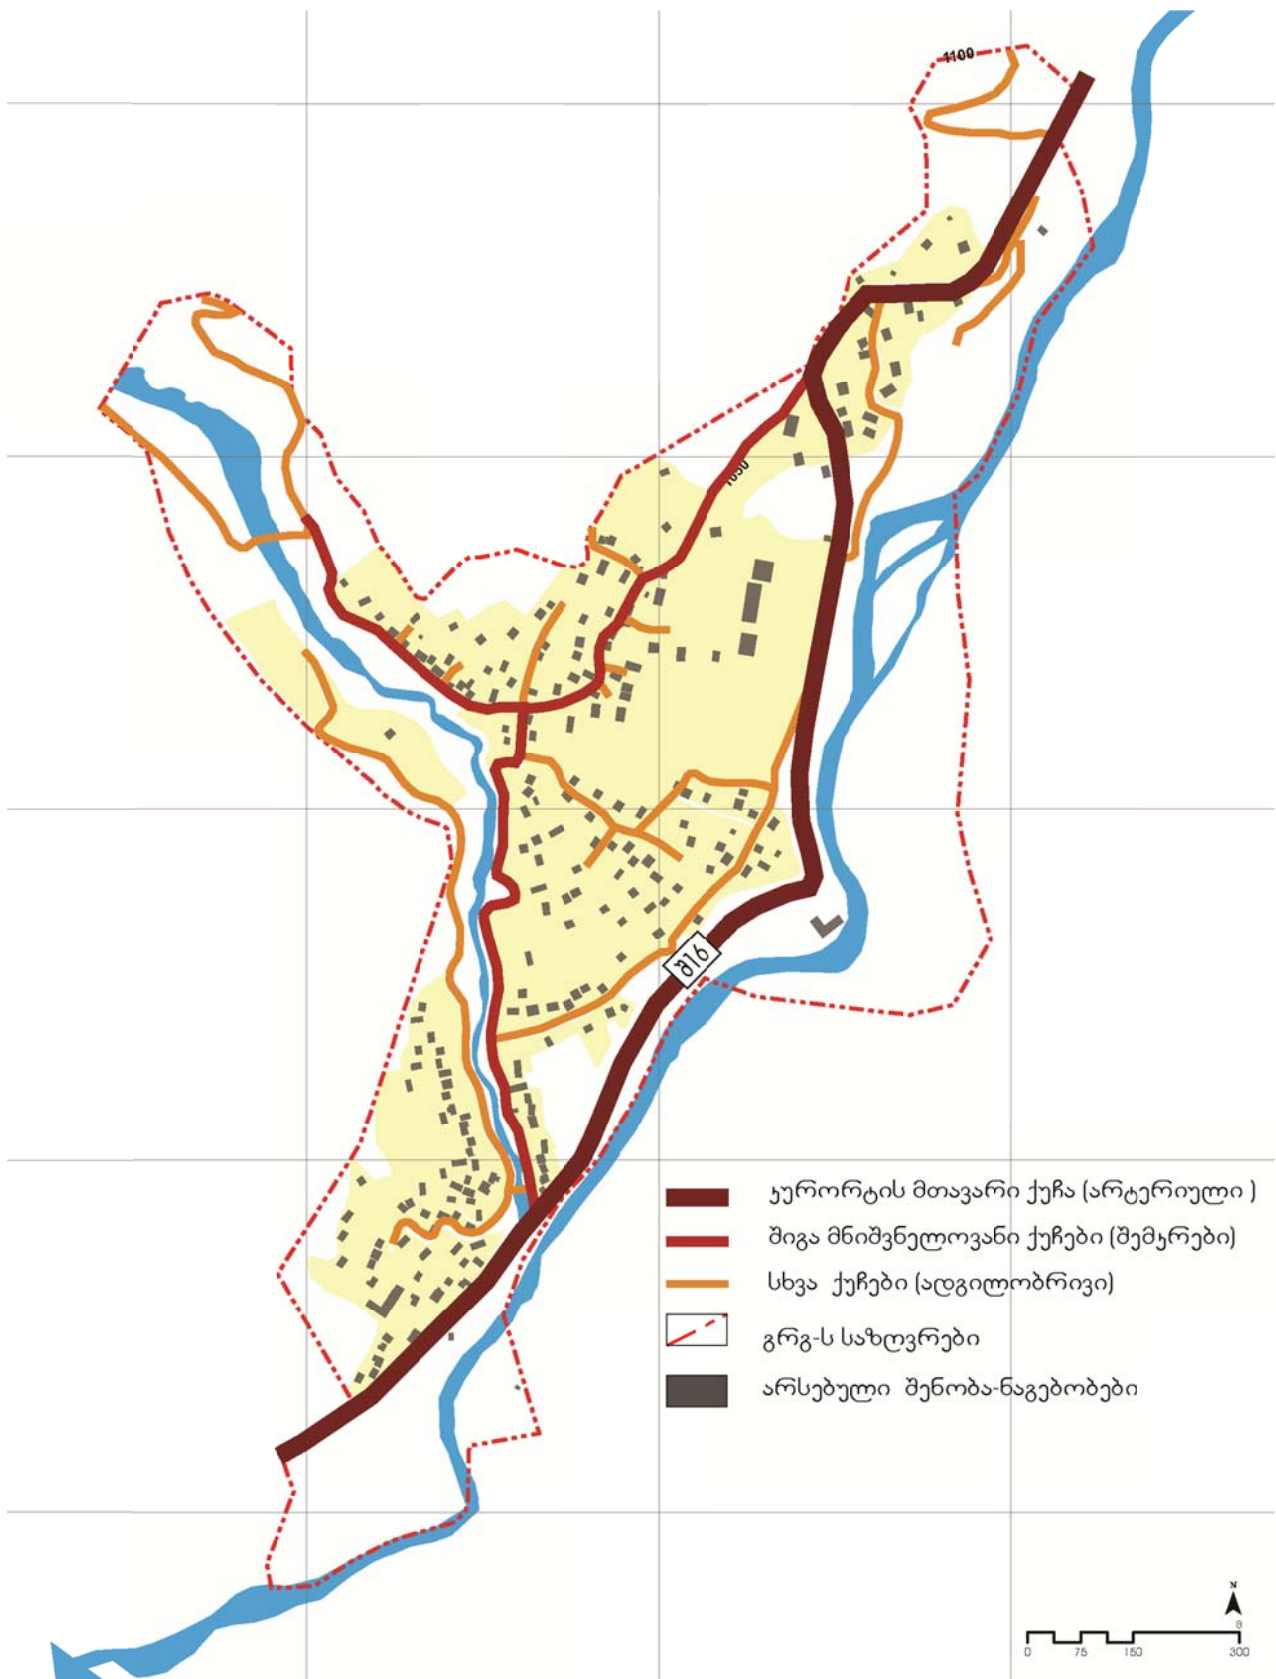 1100
1050
შ16
კურორტის მთავარი ქუჩა (არტერიული )
შიგა მნიშვნელოვანი ქუჩები (შემკრები)
სხვა ქუჩები (ადგილობრივი)
გრგ-ს საზღვრები
არსებული შენობა-ნაგებობები
N
მ
0 75 150 300